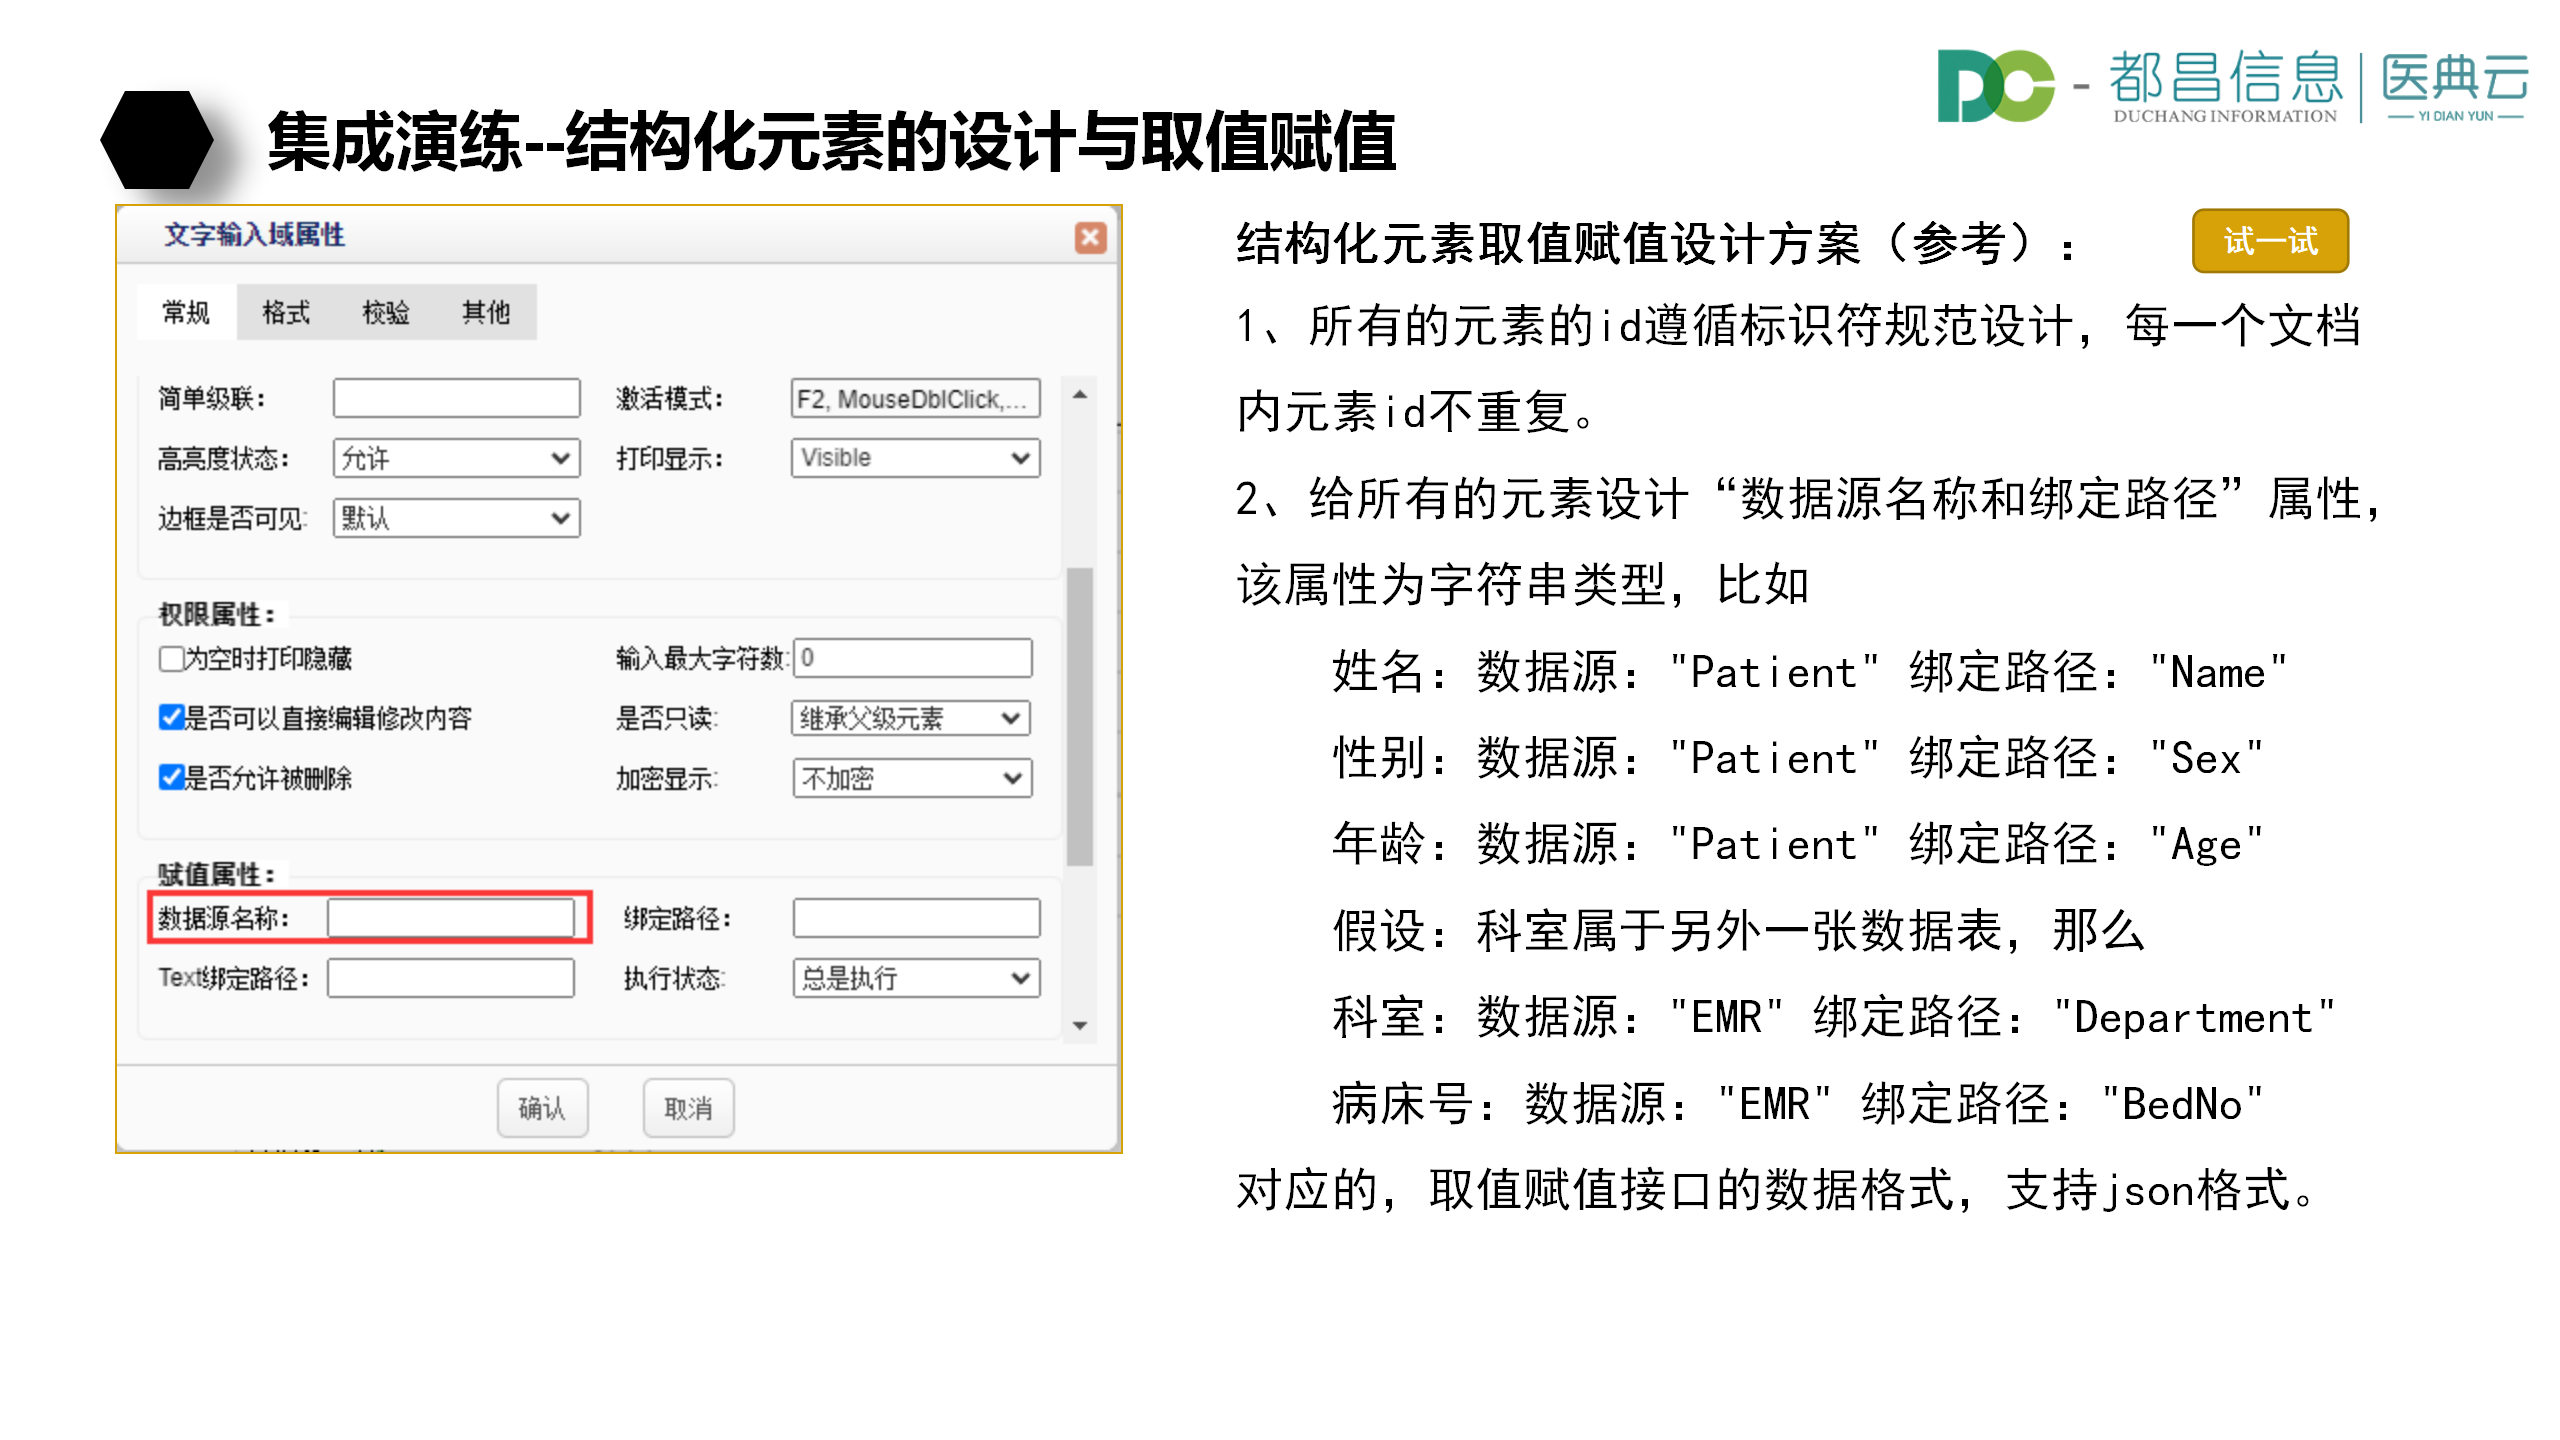 集成演练--结构化元素的设计与取值赋值
DC - 都昌信息 医典云
DUCHANG INFORMATION YI DIAN YUN
文字输入域属性
常规 格式 校验 其他
简单级联： 激活模式： F2, MouseDblClick,...
高亮度状态： 允许 打印显示： Visible
边框是否可见: 默认
权限属性：
为空时打印隐藏 输入最大字符数: 0
是否可以直接编辑修改内容 是否只读: 继承父级元素
是否允许被删除 加密显示: 不加密
赋值属性：
数据源名称： 绑定路径：
Text绑定路径： 执行状态: 总是执行
确认 取消
结构化元素取值赋值设计方案（参考）： 试一试
1、所有的元素的id遵循标识符规范设计，每一个文档
内元素id不重复。
2、给所有的元素设计“数据源名称和绑定路径”属性，
该属性为字符串类型，比如
姓名：数据源："Patient" 绑定路径："Name"
性别：数据源："Patient" 绑定路径："Sex"
年龄：数据源："Patient" 绑定路径："Age"
假设：科室属于另外一张数据表，那么
科室：数据源："EMR" 绑定路径："Department"
病床号：数据源："EMR" 绑定路径："BedNo"
对应的，取值赋值接口的数据格式，支持json格式。